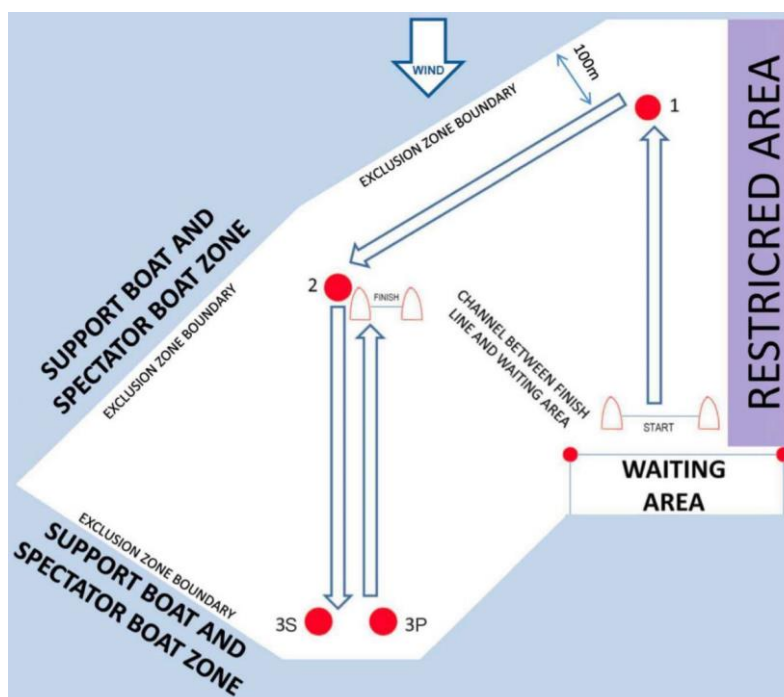 WIND
100m
1
EXCLUSION ZONE BOUNDARY
RESTRICRED AREA
SUPPORT BOAT AND
SPECTATOR BOAT ZONE
EXCLUSION ZONE BOUNDARY
2
FINISH
CHANNEL BETWEEN FINISH
LINE AND WAITING AREA
START
WAITING
AREA
EXCLUSION ZONE BOUNDARY
SUPPORT BOAT AND
SPECTATOR BOAT ZONE
3S
3P